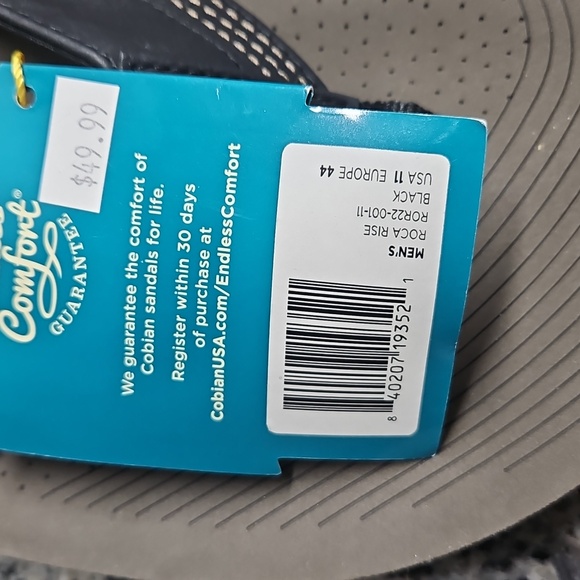 $49.99
Comfort®
GUARANTEE
We guarantee the comfort of
Cobian sandals for life.
Register within 30 days
of purchase at
CobianUSA.com/EndlessComfort
MEN'S
ROCA RISE
ROR22-001-11
BLACK
USA 11 EUROPE 44
8 40207 19352 1